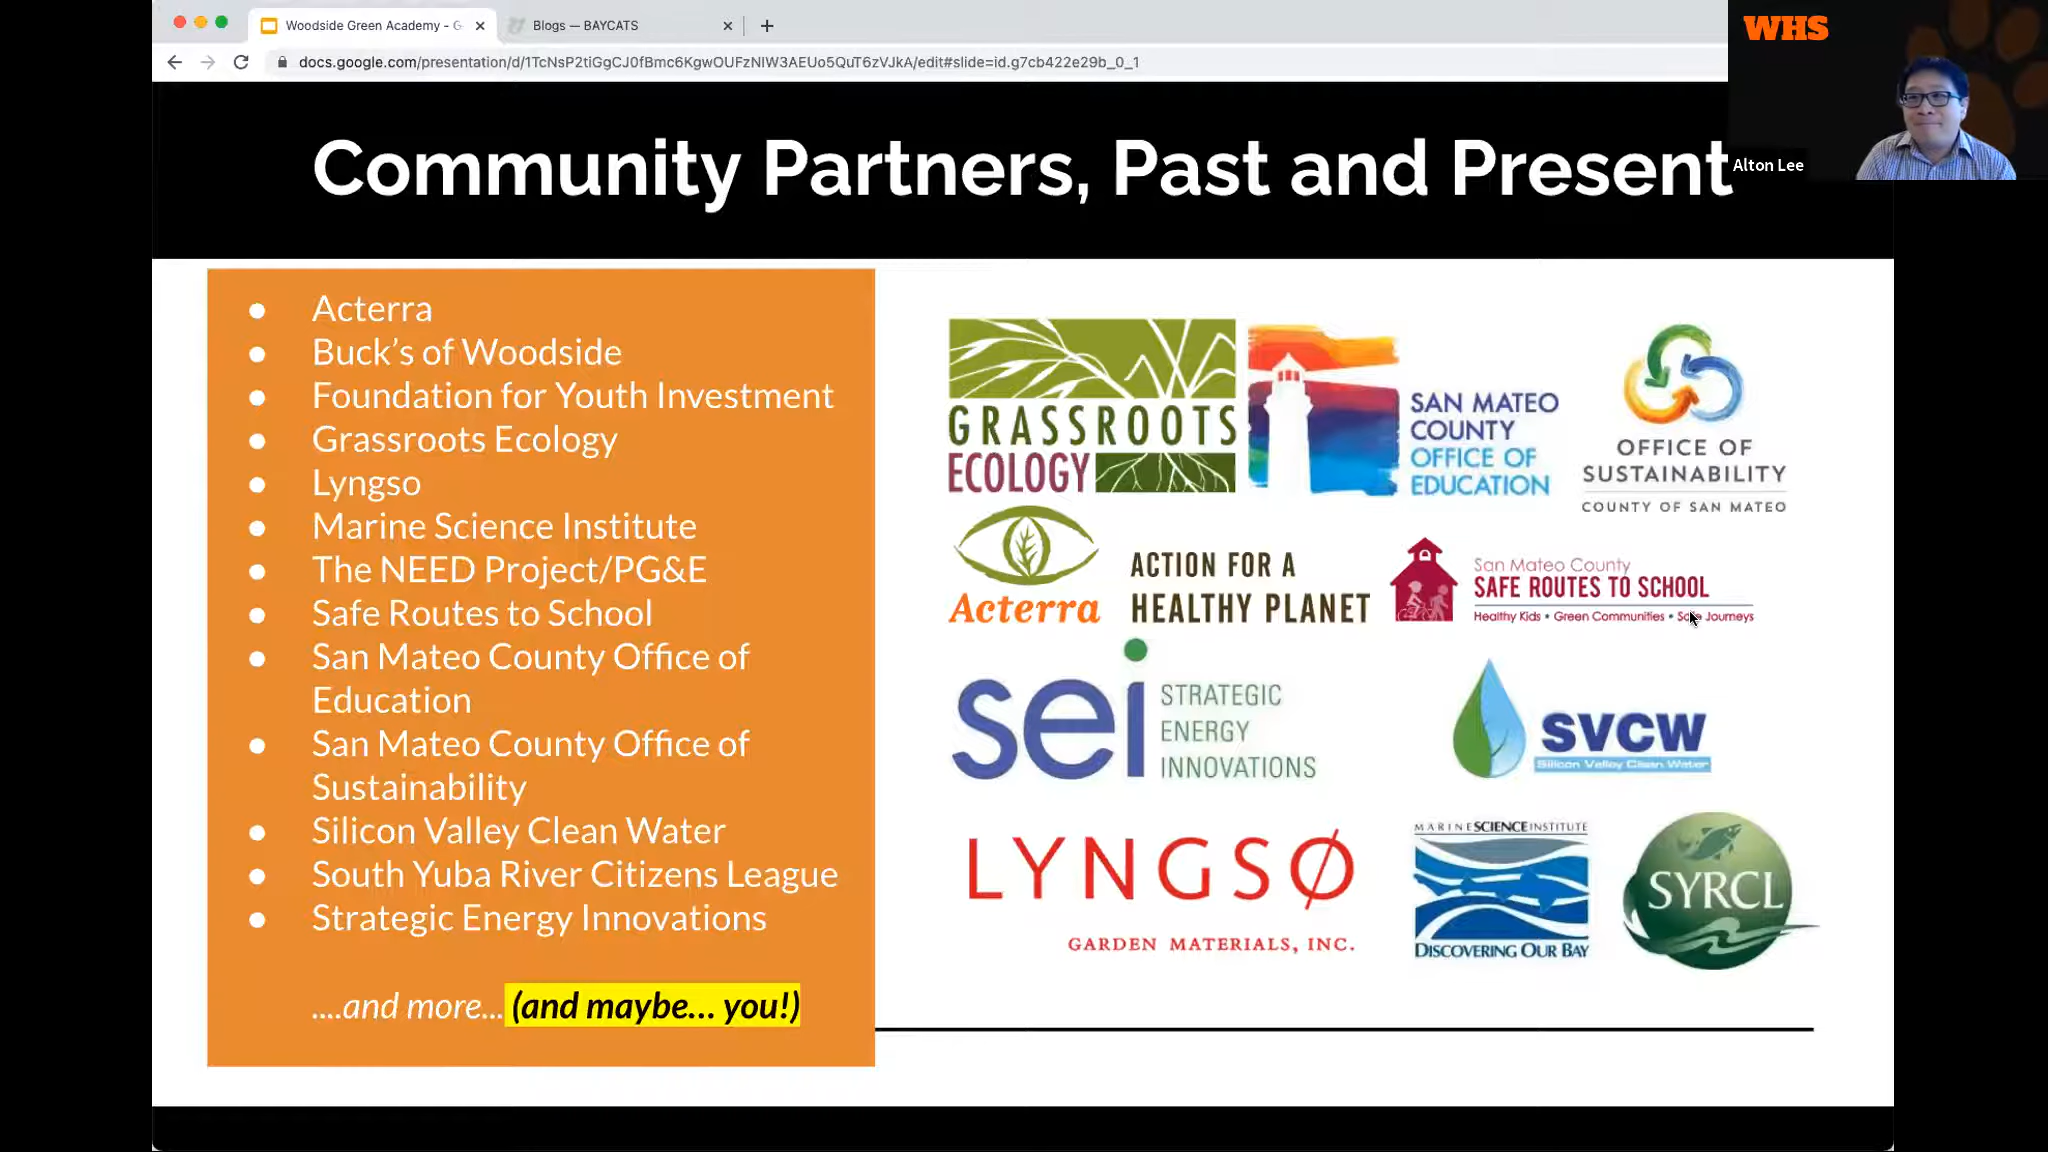 Woodside Green Academy - G
Blogs — BAYCATS
docs.google.com/presentation/d/1TcNsP2tiGgCJ0fBmc6KgwOUFzNIW3AEUo5QuT6zVJkA/edit#slide=id.g7cb422e29b_0_1
WHS
Alton Lee
Community Partners, Past and Present
Acterra
Buck's of Woodside
Foundation for Youth Investment
Grassroots Ecology
Lyngso
Marine Science Institute
The NEED Project/PG&E
Safe Routes to School
San Mateo County Office of
Education
San Mateo County Office of
Sustainability
Silicon Valley Clean Water
South Yuba River Citizens League
Strategic Energy Innovations
....and more... (and maybe... you!)
GRASSROOTS
ECOLOGY
SAN MATEO
COUNTY
OFFICE OF
EDUCATION
OFFICE OF
SUSTAINABILITY
COUNTY OF SAN MATEO
Acterra
ACTION FOR A
HEALTHY PLANET
San Mateo County
SAFE ROUTES TO SCHOOL
Healthy Kids • Green Communities • Safe Journeys
sei
STRATEGIC
ENERGY
INNOVATIONS
SVCW
Silicon Valley Clean Water
LYNGSØ
GARDEN MATERIALS, INC.
MARINE SCIENCE INSTITUTE
DISCOVERING OUR BAY
SYRCL